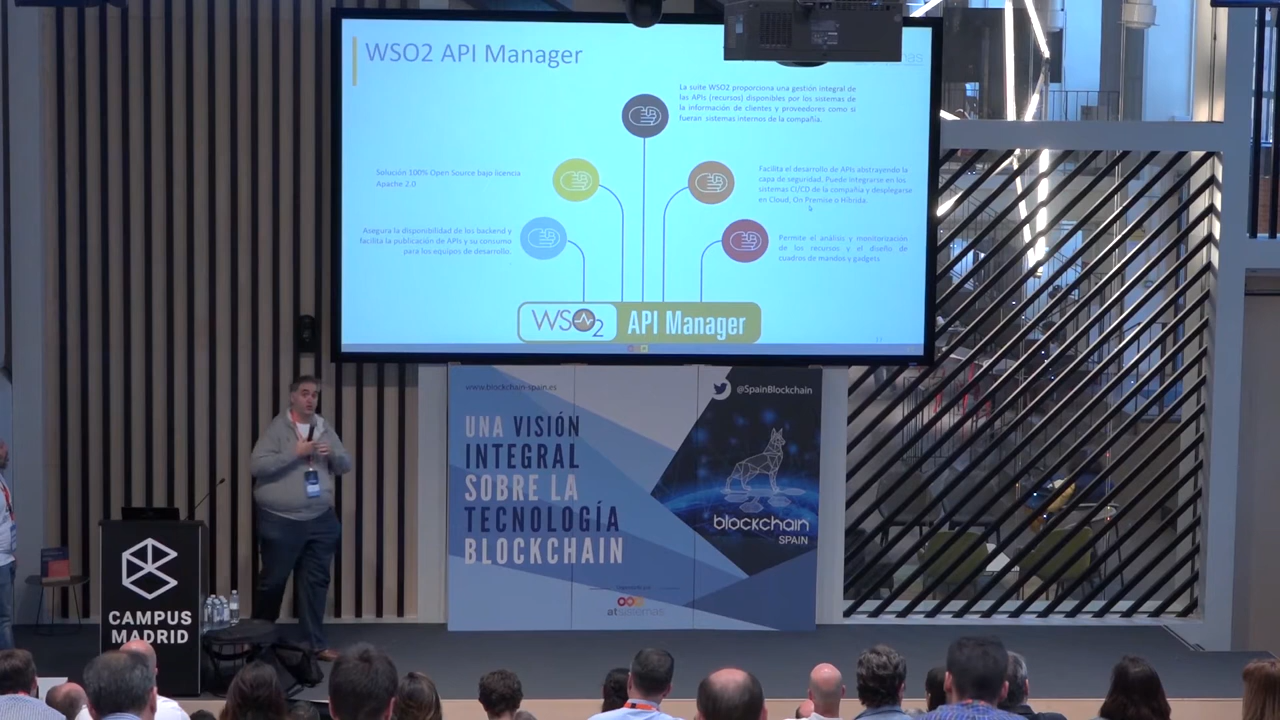 WSO2 API Manager
La suite WSO2 proporciona una gestión integral de
las APIs (recursos) disponibles por los sistemas de
la información de clientes y proveedores como si
fueran sistemas internos de la compañía.
Solución 100% Open Source bajo licencia
Apache 2.0
Facilita el desarrollo de APIs abstrayendo la
capa de seguridad. Puede integrarse en los
sistemas CI/CD de la compañía y desplegarse
en Cloud, On Premise o Híbrida.
Asegura la disponibilidad de los backend y
facilita la publicación de APIs y su consumo
para los equipos de desarrollo.
Permite el análisis y monitorización
de los recursos y el diseño de
cuadros de mandos y gadgets
WSO2 API Manager
www.blockchain-spain.es
@SpainBlockchain
UNA VISIÓN
INTEGRAL
SOBRE LA
TECNOLOGÍA
BLOCKCHAIN
blockchain
SPAIN
atSistemas
CAMPUS
MADRID